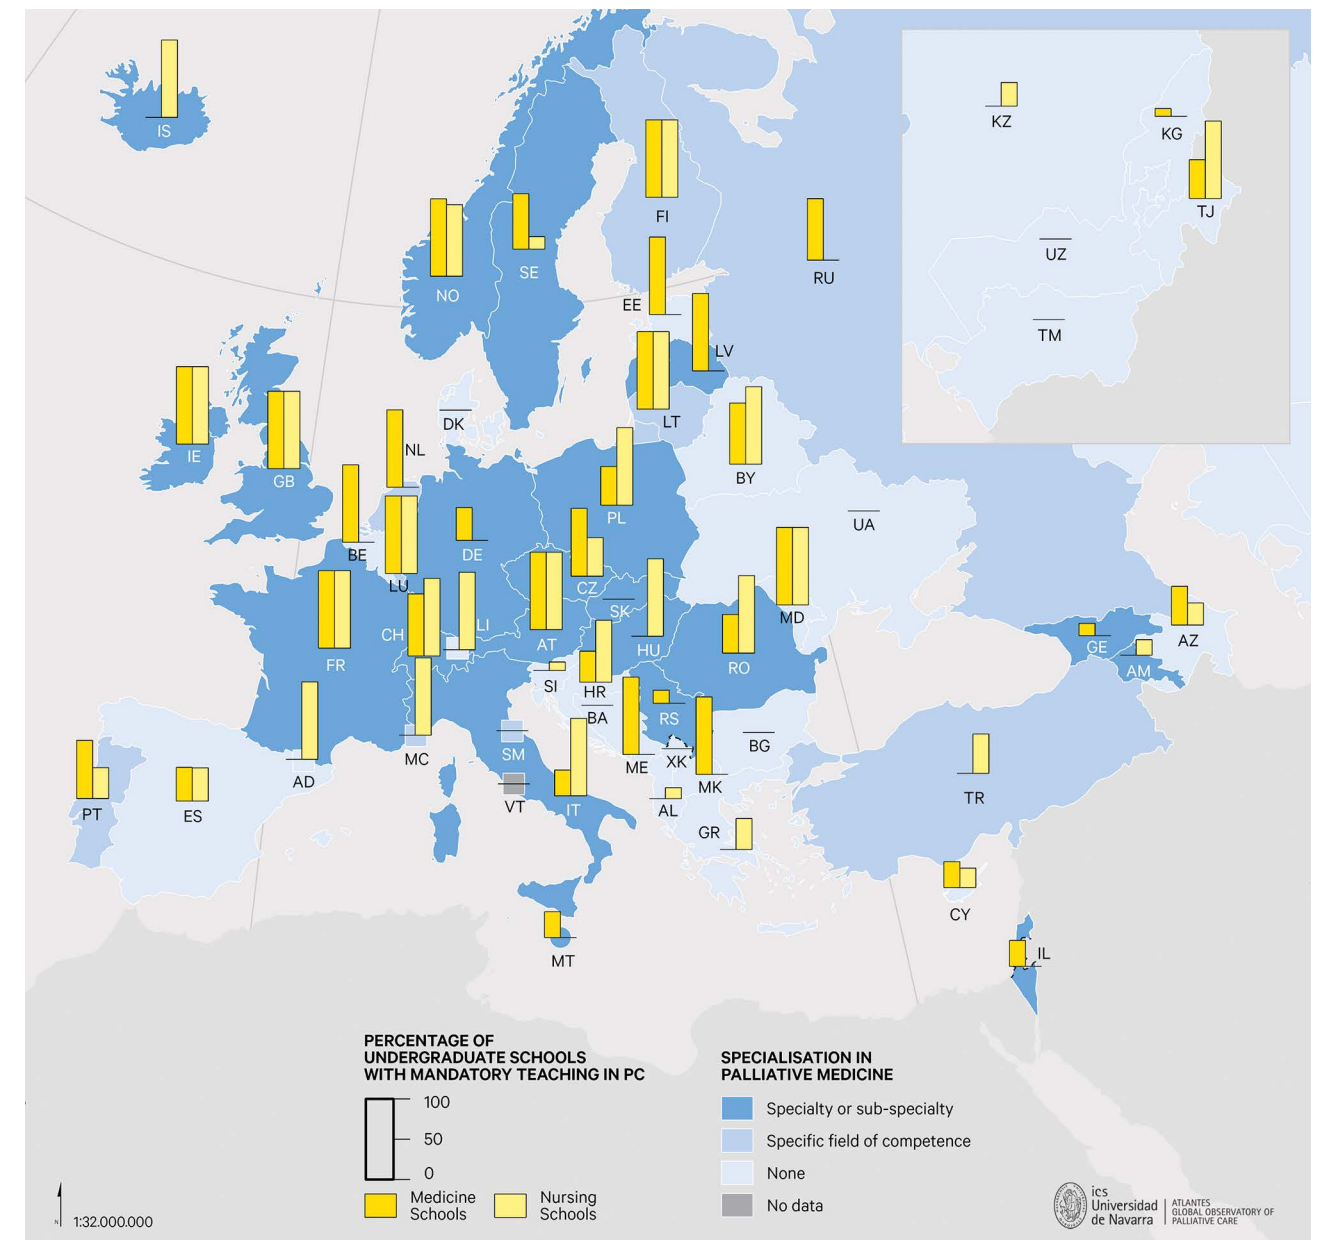 IS
KZ
KG
TJ
UZ
TM
FI
NO
SE
RU
EE
LV
LT
IE
GB
DK
NL
BY
PL
UA
BE
DE
LU
CZ
SK
MD
CH
LI
AT
HU
FR
RO
GE
AZ
AM
SI
HR
BA
RS
BG
MC
SM
ME
XK
MK
AD
VT
IT
AL
TR
PT
ES
GR
CY
MT
IL
PERCENTAGE OF
UNDERGRADUATE SCHOOLS
WITH MANDATORY TEACHING IN PC
100
50
0
Medicine
Schools
Nursing
Schools
SPECIALISATION IN
PALLIATIVE MEDICINE
Specialty or sub-specialty
Specific field of competence
None
No data
N
1:32.000.000
ics
Universidad
de Navarra
ATLANTES
GLOBAL OBSERVATORY OF
PALLIATIVE CARE